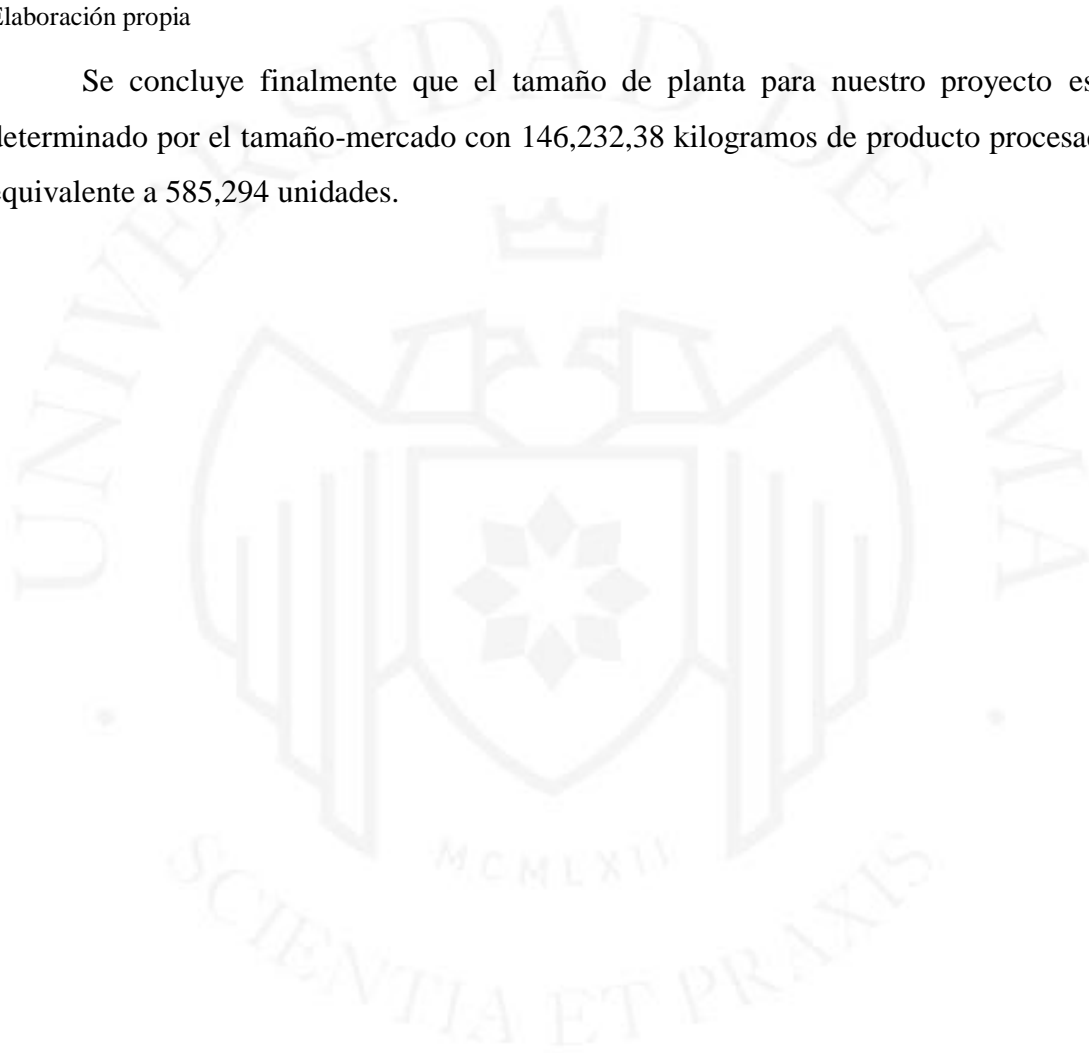 Elaboración propia
Se concluye finalmente que el tamaño de planta para nuestro proyecto es
determinado por el tamaño-mercado con 146,232,38 kilogramos de producto procesad
equivalente a 585,294 unidades.
UNIVERSIDAD DE LIMA
MCMLXII
SCIENTIA ET PRAXIS